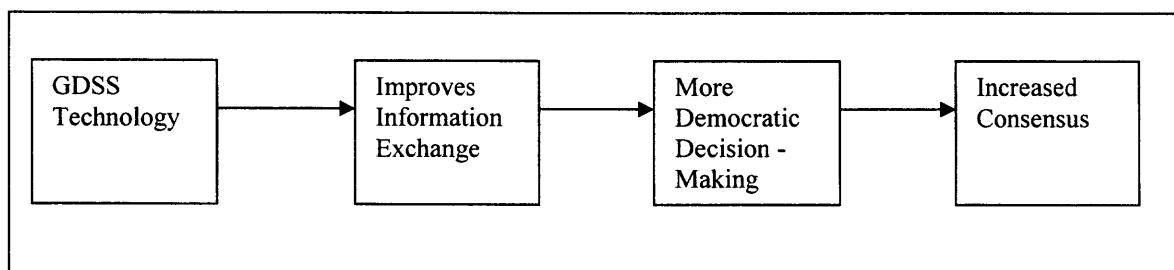 GDSS
Technology
Improves
Information
Exchange
More
Democratic
Decision -
Making
Increased
Consensus